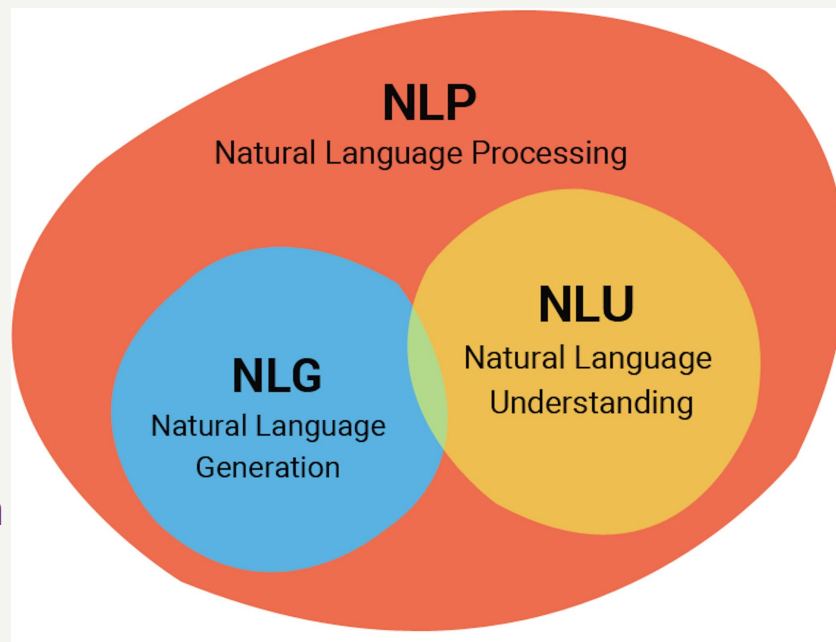 NLP
Natural Language Processing
NLU
Natural Language
Understanding
NLG
Natural Language
Generation